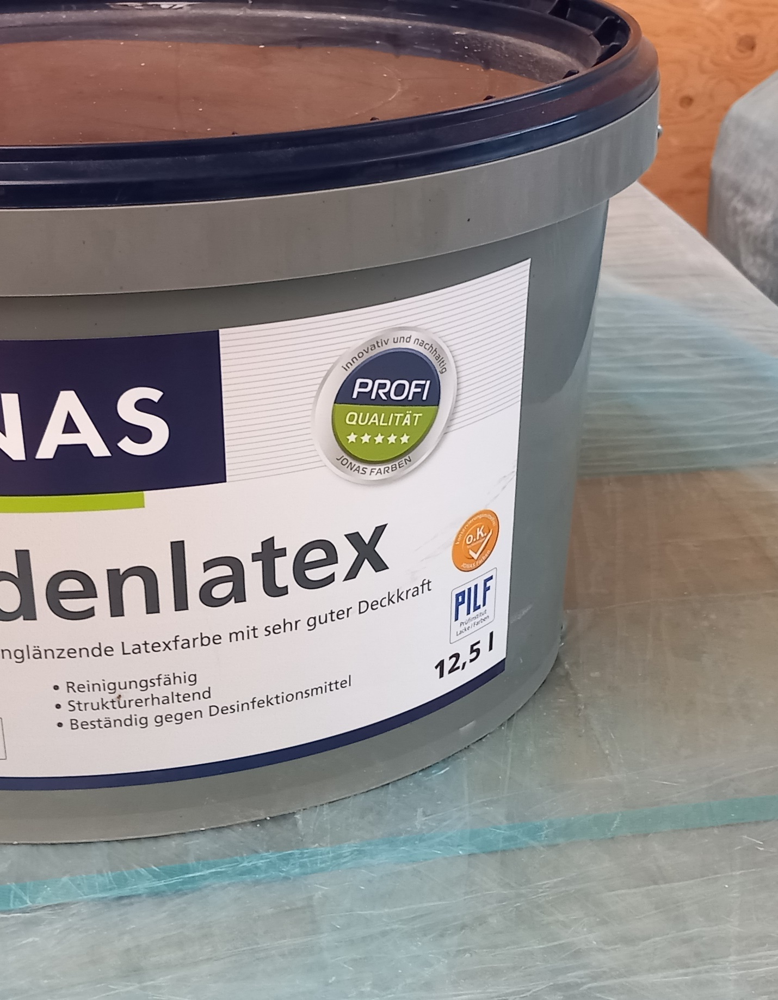 NAS
innovativ und nachhaltig
PROFI
QUALITÄT
JONAS FARBEN
denlatex
nglänzende Latexfarbe mit sehr guter Deckkraft
• Reinigungsfähig
• Strukturerhaltend
• Beständig gegen Desinfektionsmittel
konservierungsmittelfrei
o.K.
JONAS Farben
PILF
Prüfinstitut
Lacke/Farben
12,5 l